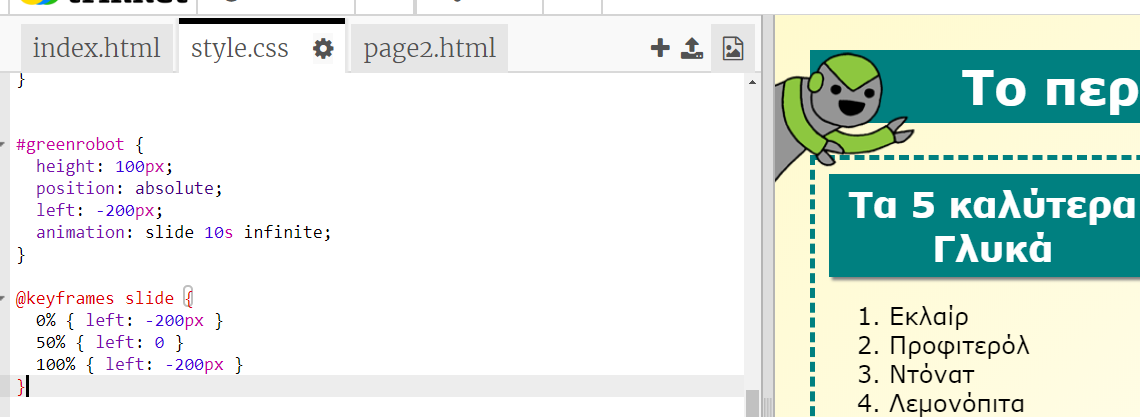 index.html style.css page2.html
}
#greenrobot {
height: 100px;
position: absolute;
left: -200px;
animation: slide 10s infinite;
}
@keyframes slide {
0% { left: -200px }
50% { left: 0 }
100% { left: -200px }
}
Το περ
Τα 5 καλύτερα
Γλυκά
1. Εκλαίρ
2. Προφιτερόλ
3. Ντόνατ
4. Λεμονόπιτα